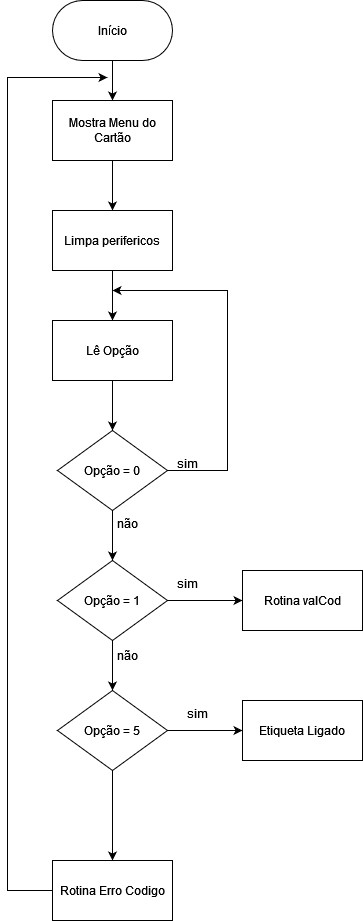 Início
Mostra Menu do
Cartão
Limpa perifericos
Lê Opção
Opção = 0
sim
não
Opção = 1
sim
Rotina valCod
não
Opção = 5
sim
Etiqueta Ligado
Rotina Erro Codigo